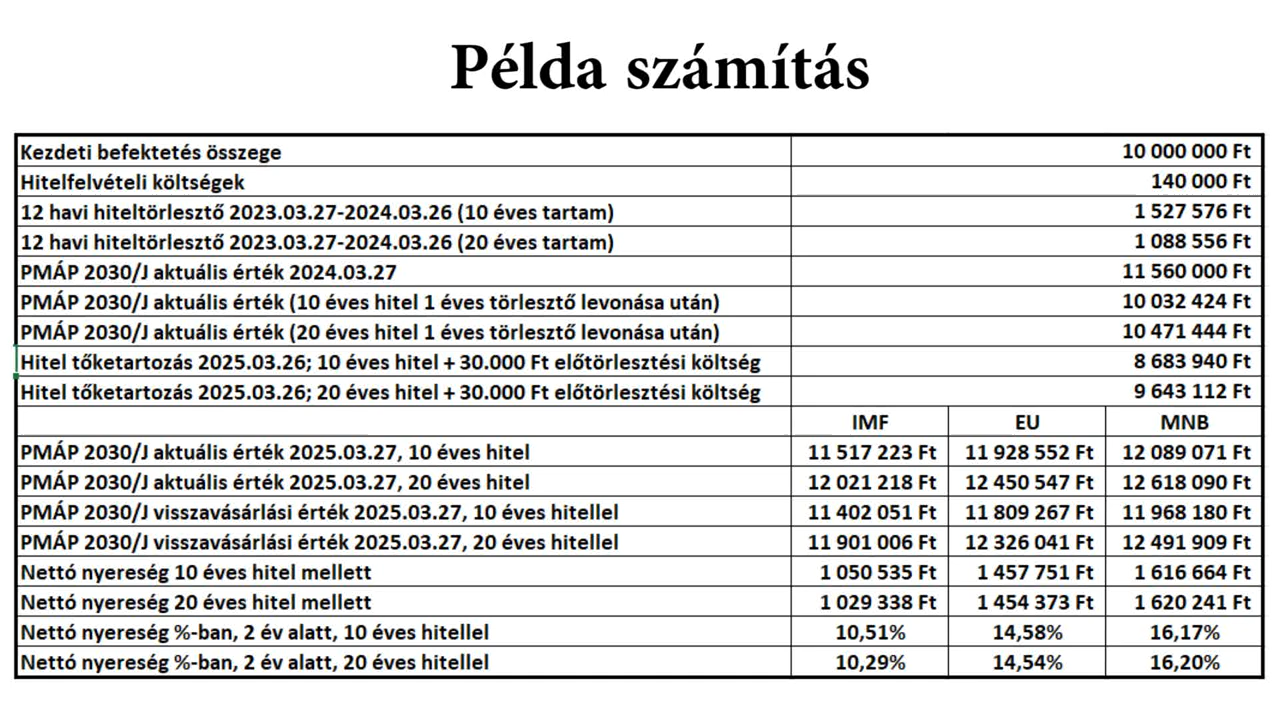 Példa számítás
Kezdeti befektetés összege 10 000 000 Ft
Hitelfelvételi költségek 140 000 Ft
12 havi hiteltörlesztő 2023.03.27-2024.03.26 (10 éves tartam) 1 527 576 Ft
12 havi hiteltörlesztő 2023.03.27-2024.03.26 (20 éves tartam) 1 088 556 Ft
PMÁP 2030/J aktuális érték 2024.03.27 11 560 000 Ft
PMÁP 2030/J aktuális érték (10 éves hitel 1 éves törlesztő levonása után) 10 032 424 Ft
PMÁP 2030/J aktuális érték (20 éves hitel 1 éves törlesztő levonása után) 10 471 444 Ft
Hitel tőketartozás 2025.03.26; 10 éves hitel + 30.000 Ft előtörlesztési költség 8 683 940 Ft
Hitel tőketartozás 2025.03.26; 20 éves hitel + 30.000 Ft előtörlesztési költség 9 643 112 Ft
IMF EU MNB
PMÁP 2030/J aktuális érték 2025.03.27, 10 éves hitel 11 517 223 Ft 11 928 552 Ft 12 089 071 Ft
PMÁP 2030/J aktuális érték 2025.03.27, 20 éves hitel 12 021 218 Ft 12 450 547 Ft 12 618 090 Ft
PMÁP 2030/J visszavásárlási érték 2025.03.27, 10 éves hitellel 11 402 051 Ft 11 809 267 Ft 11 968 180 Ft
PMÁP 2030/J visszavásárlási érték 2025.03.27, 20 éves hitellel 11 901 006 Ft 12 326 041 Ft 12 491 909 Ft
Nettó nyereség 10 éves hitel mellett 1 050 535 Ft 1 457 751 Ft 1 616 664 Ft
Nettó nyereség 20 éves hitel mellett 1 029 338 Ft 1 454 373 Ft 1 620 241 Ft
Nettó nyereség %-ban, 2 év alatt, 10 éves hitellel 10,51% 14,58% 16,17%
Nettó nyereség %-ban, 2 év alatt, 20 éves hitellel 10,29% 14,54% 16,20%